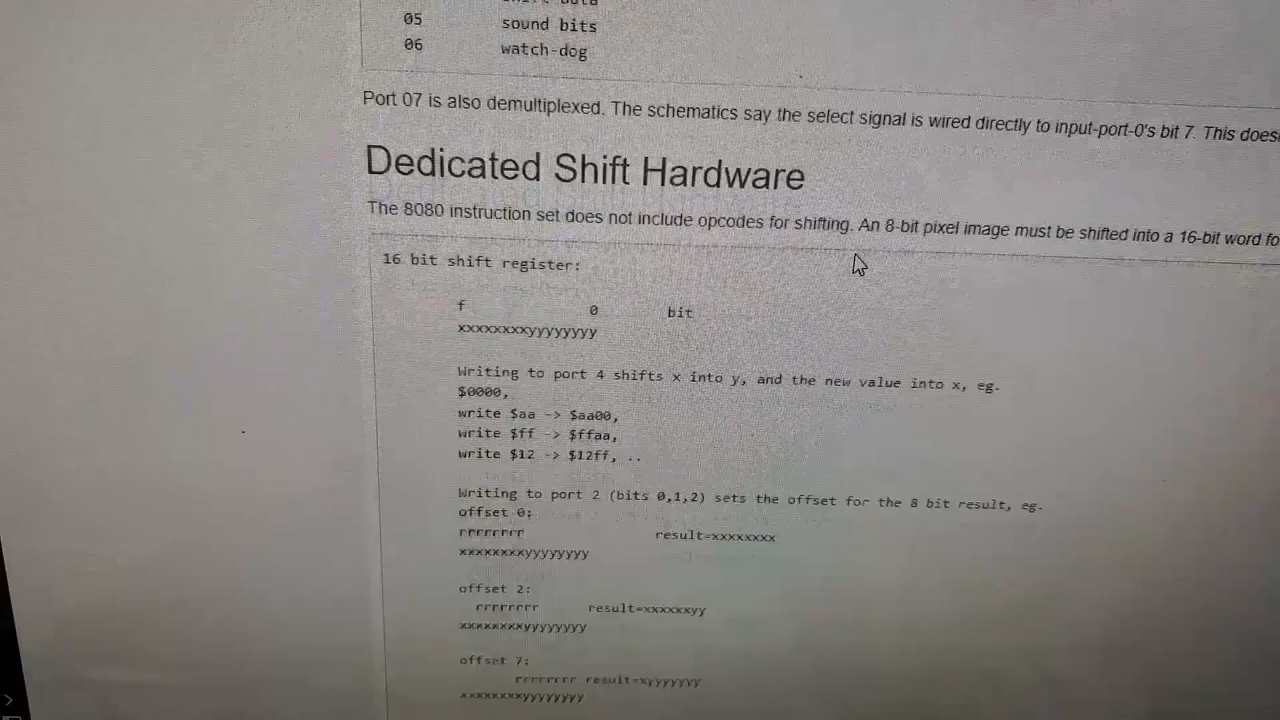 05 sound bits
06 watch-dog
Port 07 is also demultiplexed. The schematics say the select signal is wired directly to input-port-0's bit 7. This does
Dedicated Shift Hardware
The 8080 instruction set does not include opcodes for shifting. An 8-bit pixel image must be shifted into a 16-bit word fo
16 bit shift register:
f 0 bit
xxxxxxxxyyyyyyyy
Writing to port 4 shifts x into y, and the new value into x, eg.
$0000,
write $aa -> $aa00,
write $ff -> $ffaa,
write $12 -> $12ff, ..
Writing to port 2 (bits 0,1,2) sets the offset for the 8 bit result, eg.
offset 0:
rrrrrrrr result=xxxxxxxx
xxxxxxxxyyyyyyyy
offset 2:
rrrrrrrr result=xxxxxxyy
xxxxxxxxyyyyyyyy
offset 7:
rrrrrrrr result=xyyyyyyy
xxxxxxxxyyyyyyyy